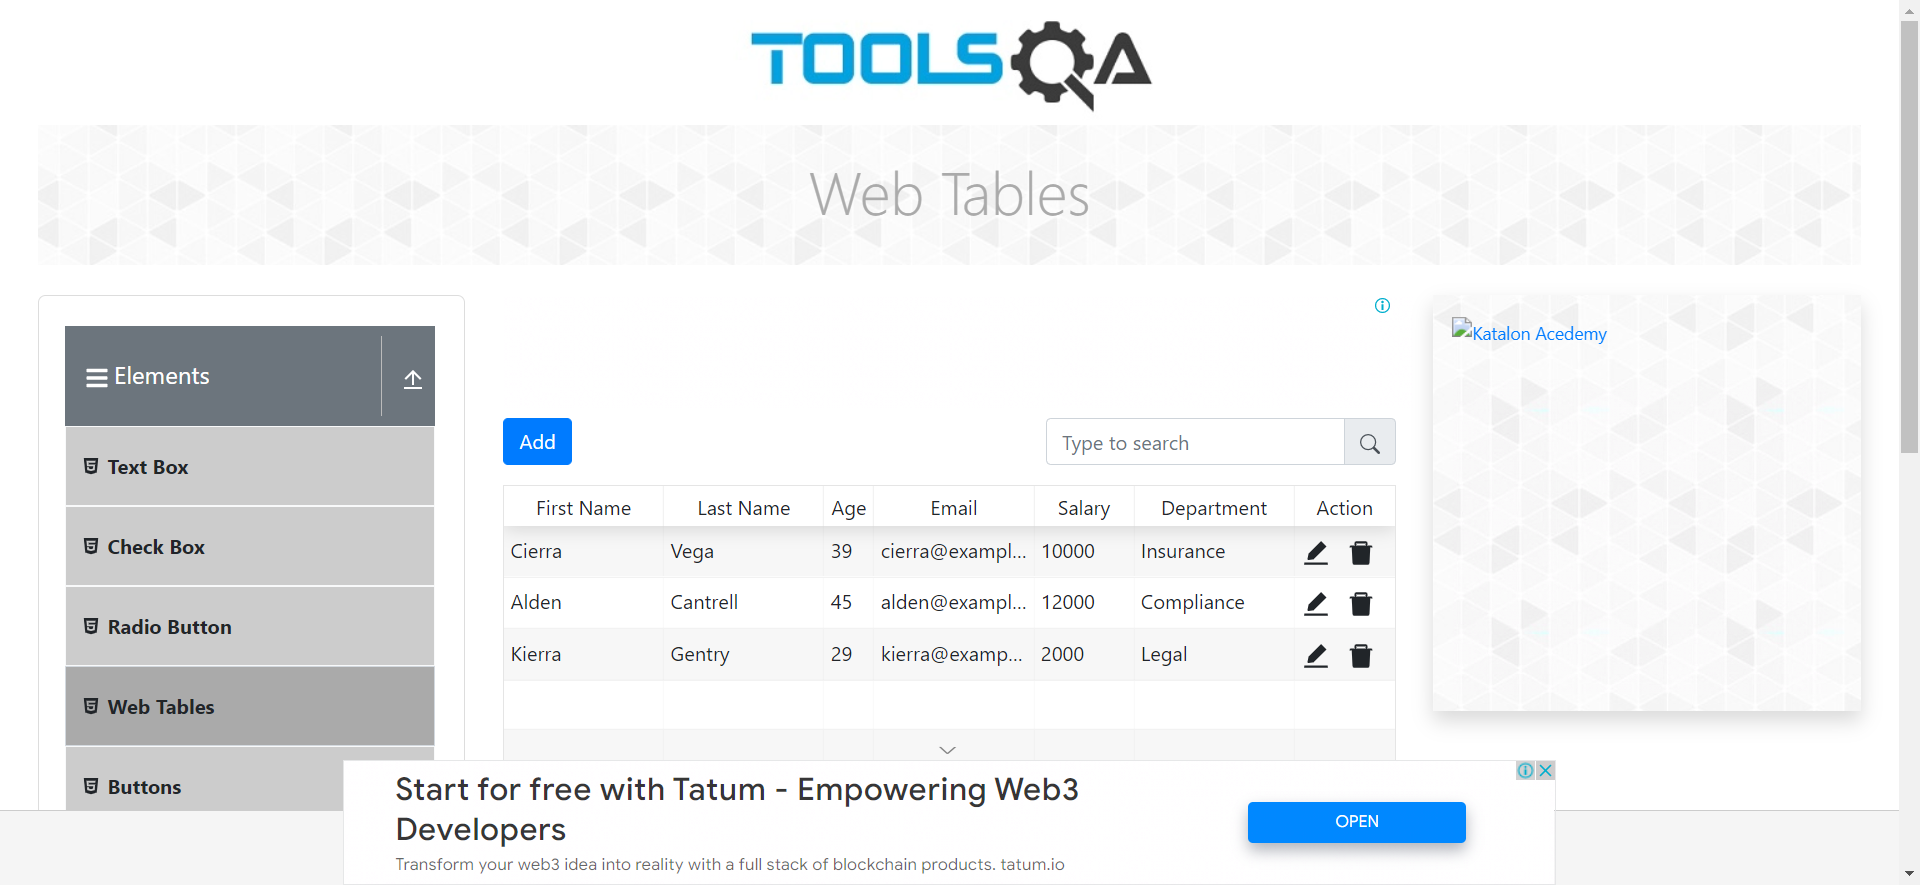 TOOLSQA
Web Tables
Elements
Text Box
Check Box
Radio Button
Web Tables
Buttons
Add
Type to search
First Name Last Name Age Email Salary Department Action
Cierra Vega 39 cierra@exampl... 10000 Insurance
Alden Cantrell 45 alden@exampl... 12000 Compliance
Kierra Gentry 29 kierra@examp... 2000 Legal
Katalon Acedemy
Start for free with Tatum - Empowering Web3
Developers
Transform your web3 idea into reality with a full stack of blockchain products. tatum.io
OPEN